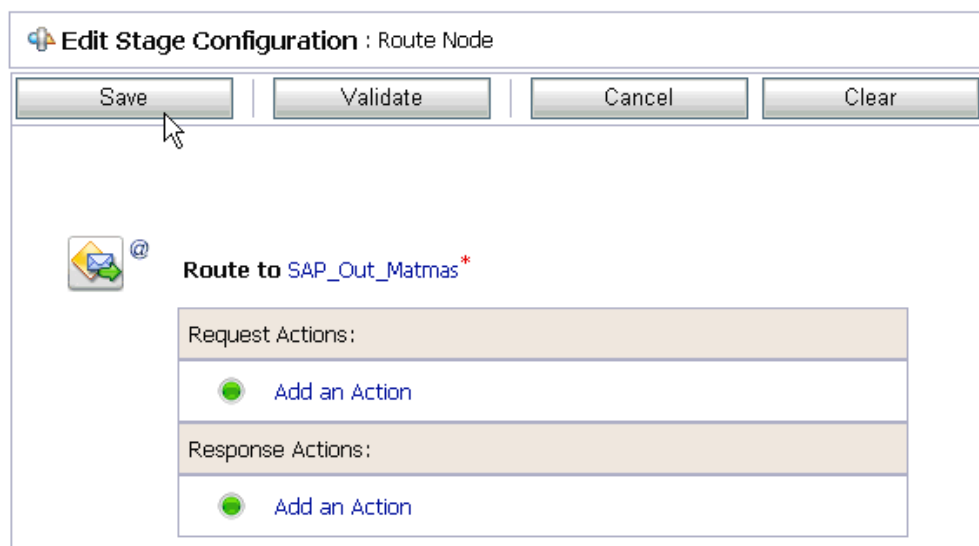 Edit Stage Configuration : Route Node
Save Validate Cancel Clear
@
Route to SAP_Out_Matmas*
Request Actions:
Add an Action
Response Actions:
Add an Action